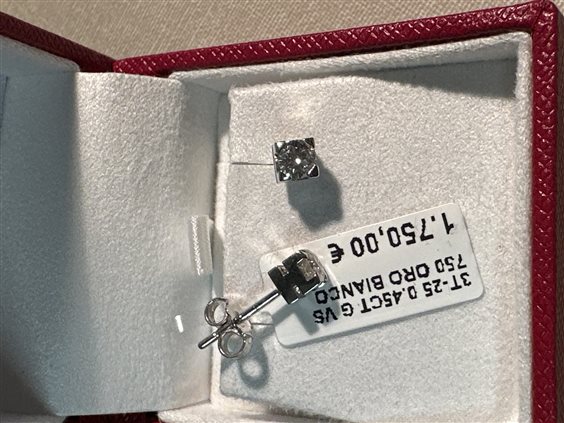 3T-25 0.45CT G VS
750 ORO BIANCO
1.750,00 €